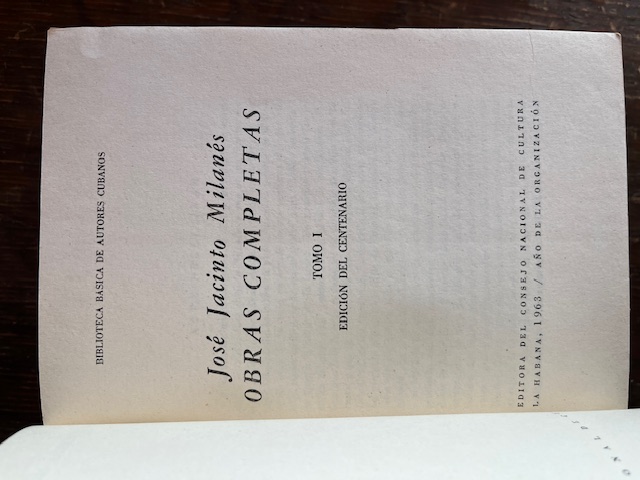 BIBLIOTECA BÁSICA DE AUTORES CUBANOS
José Jacinto Milanés
OBRAS COMPLETAS
TOMO I
EDICIÓN DEL CENTENARIO
EDITORA DEL CONSEJO NACIONAL DE CULTURA
LA HABANA, 1963 / AÑO DE LA ORGANIZACIÓN